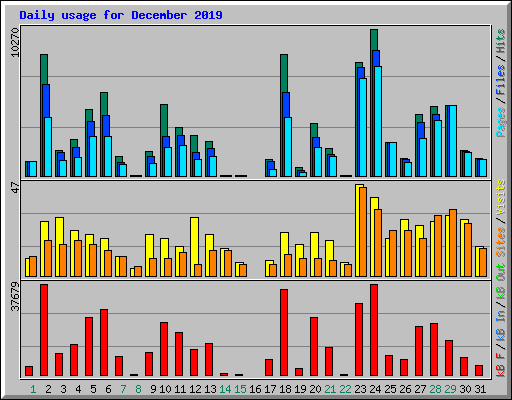 Daily usage for December 2019
10270
Pages / Files / Hits
47
kB F / kB In / kB Out Sites / Visits
37679
1 2 3 4 5 6 7 8 9 10 11 12 13 14 15 16 17 18 19 20 21 22 23 24 25 26 27 28 29 30 31